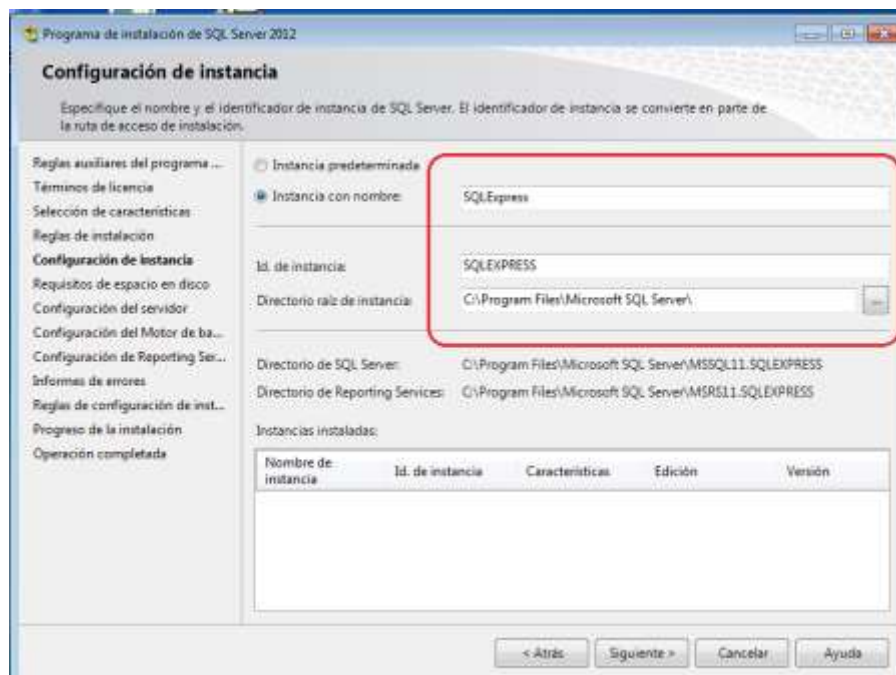 Programa de instalación de SQL Server 2012
Configuración de instancia
Especifique el nombre y el identificador de instancia de SQL Server. El identificador de instancia se convierte en parte de
la ruta de acceso de instalación.
Reglas auxiliares del programa ...
Términos de licencia
Selección de características
Reglas de instalación
Configuración de instancia
Requisitos de espacio en disco
Configuración del servidor
Configuración del Motor de ba...
Configuración de Reporting Ser...
Informes de errores
Reglas de configuración de inst...
Progreso de la instalación
Operación completada
Instancia predeterminada
Instancia con nombre: SQLExpress
Id. de instancia: SQLEXPRESS
Directorio raíz de instancia: C:\Program Files\Microsoft SQL Server\ ...
Directorio de SQL Server: C:\Program Files\Microsoft SQL Server\MSSQL11.SQLEXPRESS
Directorio de Reporting Services: C:\Program Files\Microsoft SQL Server\MSRS11.SQLEXPRESS
Instancias instaladas:
Nombre de instancia Id. de instancia Características Edición Versión
< Atrás Siguiente > Cancelar Ayuda